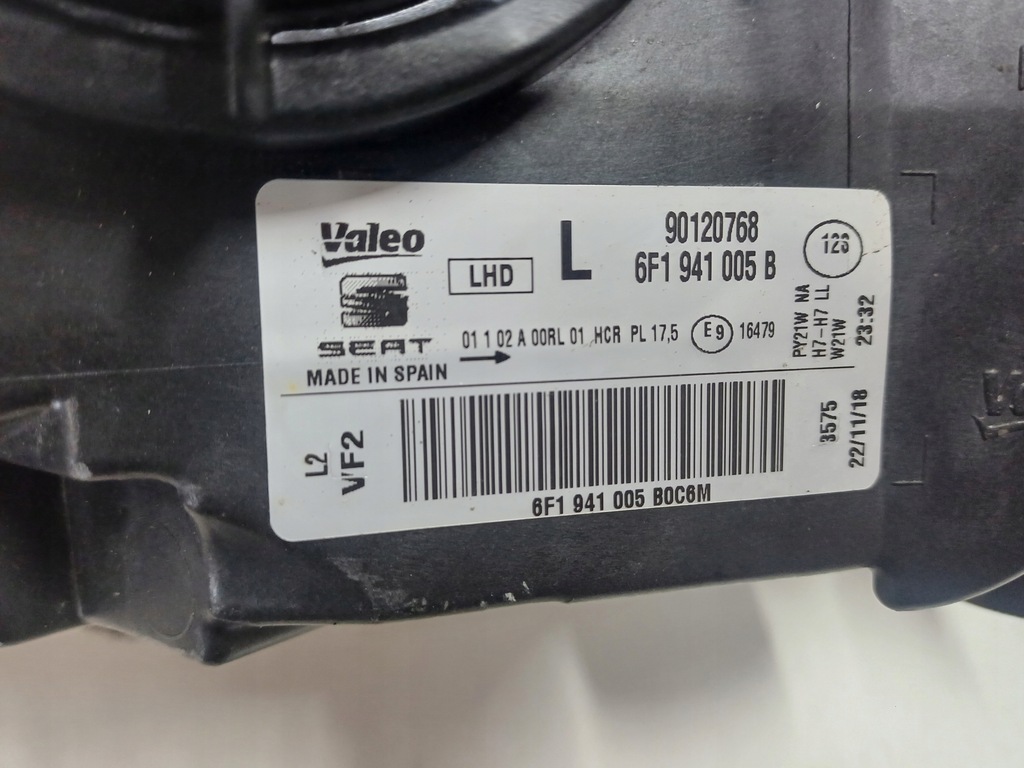 Valeo
SEAT
MADE IN SPAIN
LHD
L
90120768
6F1 941 005 B
01 1 02 A 00RL 01 HCR PL 17,5
E9 16479
123
PY21W NA
H7-H7 LL
W21W
23:32
3575
22/11/18
L2
VF2
6F1 941 005 B0C6M